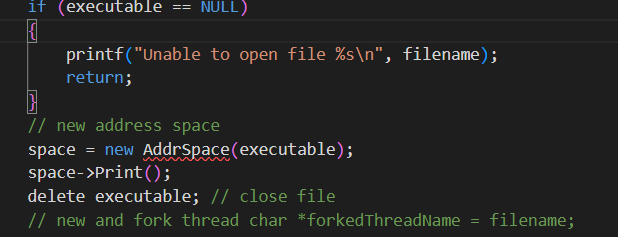 if (executable == NULL)
{
printf("Unable to open file %s\n", filename);
return;
}
// new address space
space = new AddrSpace(executable);
space->Print();
delete executable; // close file
// new and fork thread char *forkedThreadName = filename;